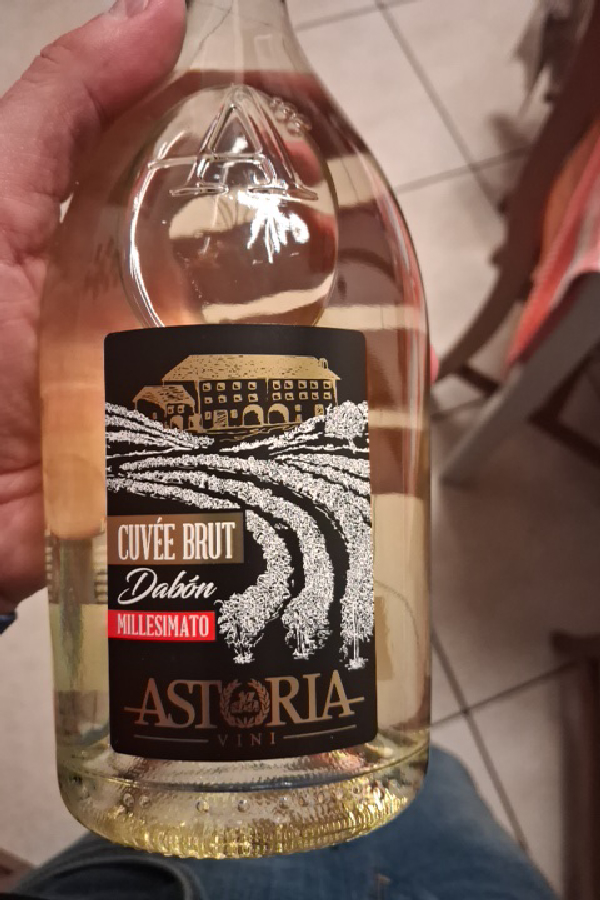 A
CUVÉE BRUT
Dabón
MILLESIMATO
ASTORIA
VINI